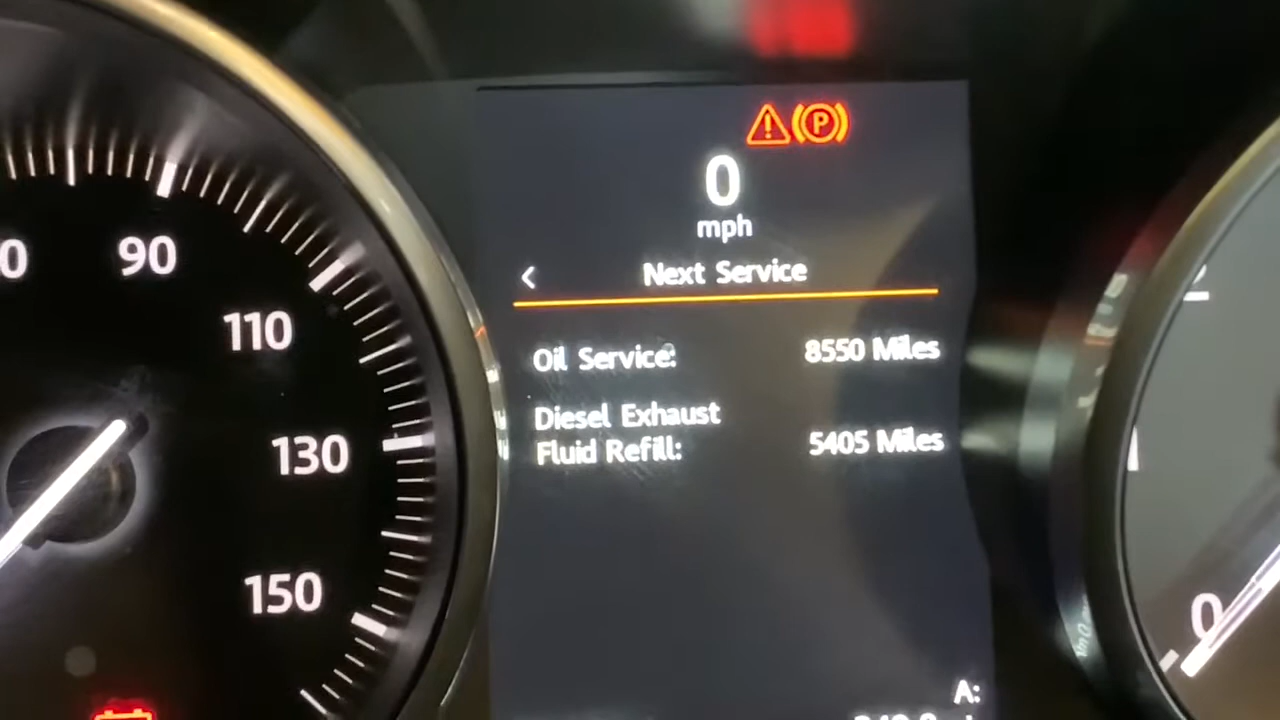 P
0
mph
Next Service
Oil Service: 8550 Miles
Diesel Exhaust
Fluid Refill: 5405 Miles
A:
90
110
130
150
0